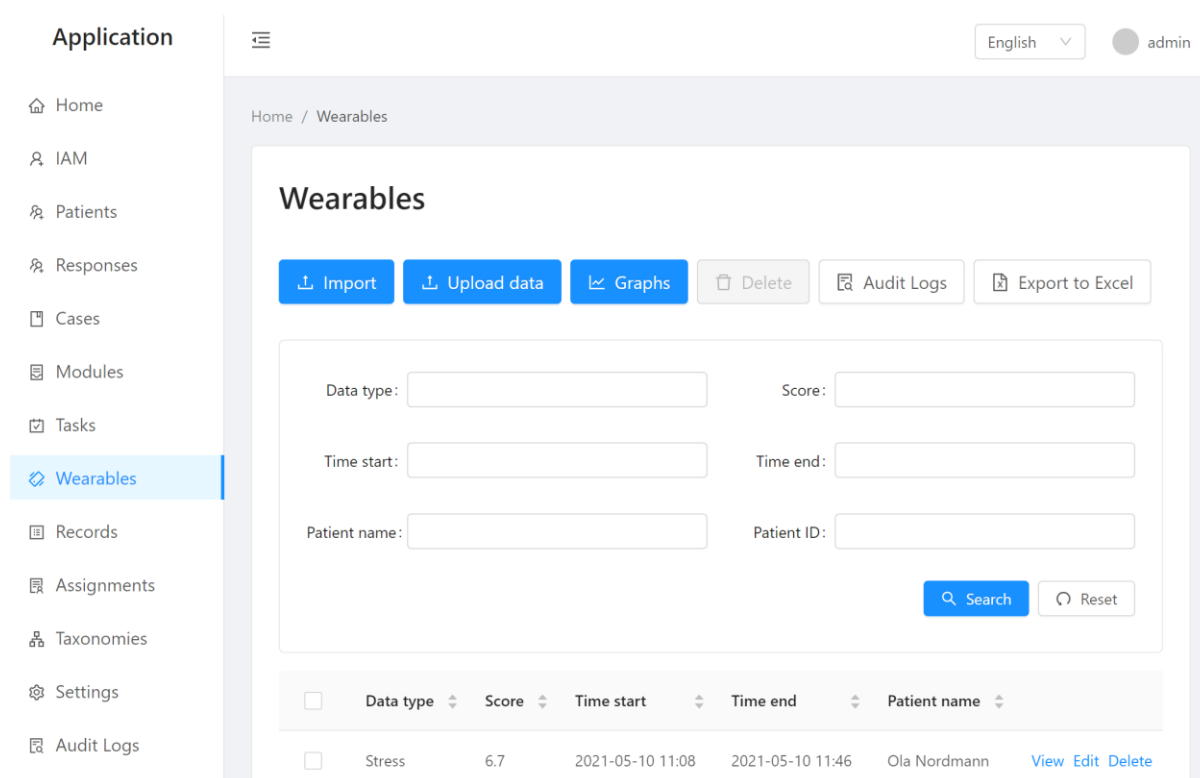 Application
English
admin
Home
IAM
Patients
Responses
Cases
Modules
Tasks
Wearables
Records
Assignments
Taxonomies
Settings
Audit Logs
Home / Wearables
Wearables
Import Upload data Graphs Delete Audit Logs Export to Excel
Data type: Score:
Time start: Time end:
Patient name: Patient ID:
Search Reset
Data type Score Time start Time end Patient name
Stress 6.7 2021-05-10 11:08 2021-05-10 11:46 Ola Nordmann View Edit Delete